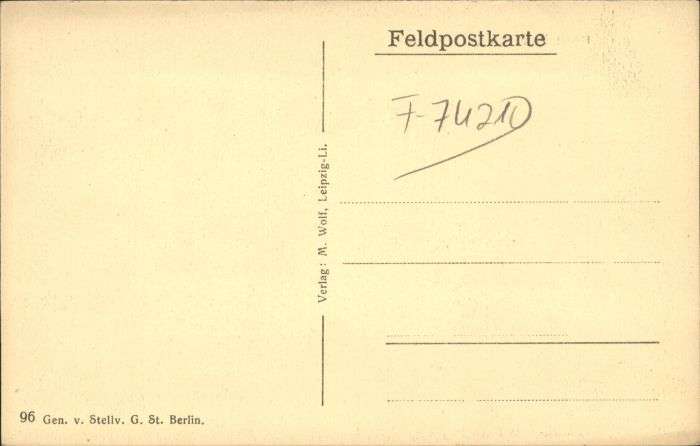 Feldpostkarte
F-74210
Verlag: M. Wolf, Leipzig-Li.
96 Gen. v. Stellv. G. St. Berlin.